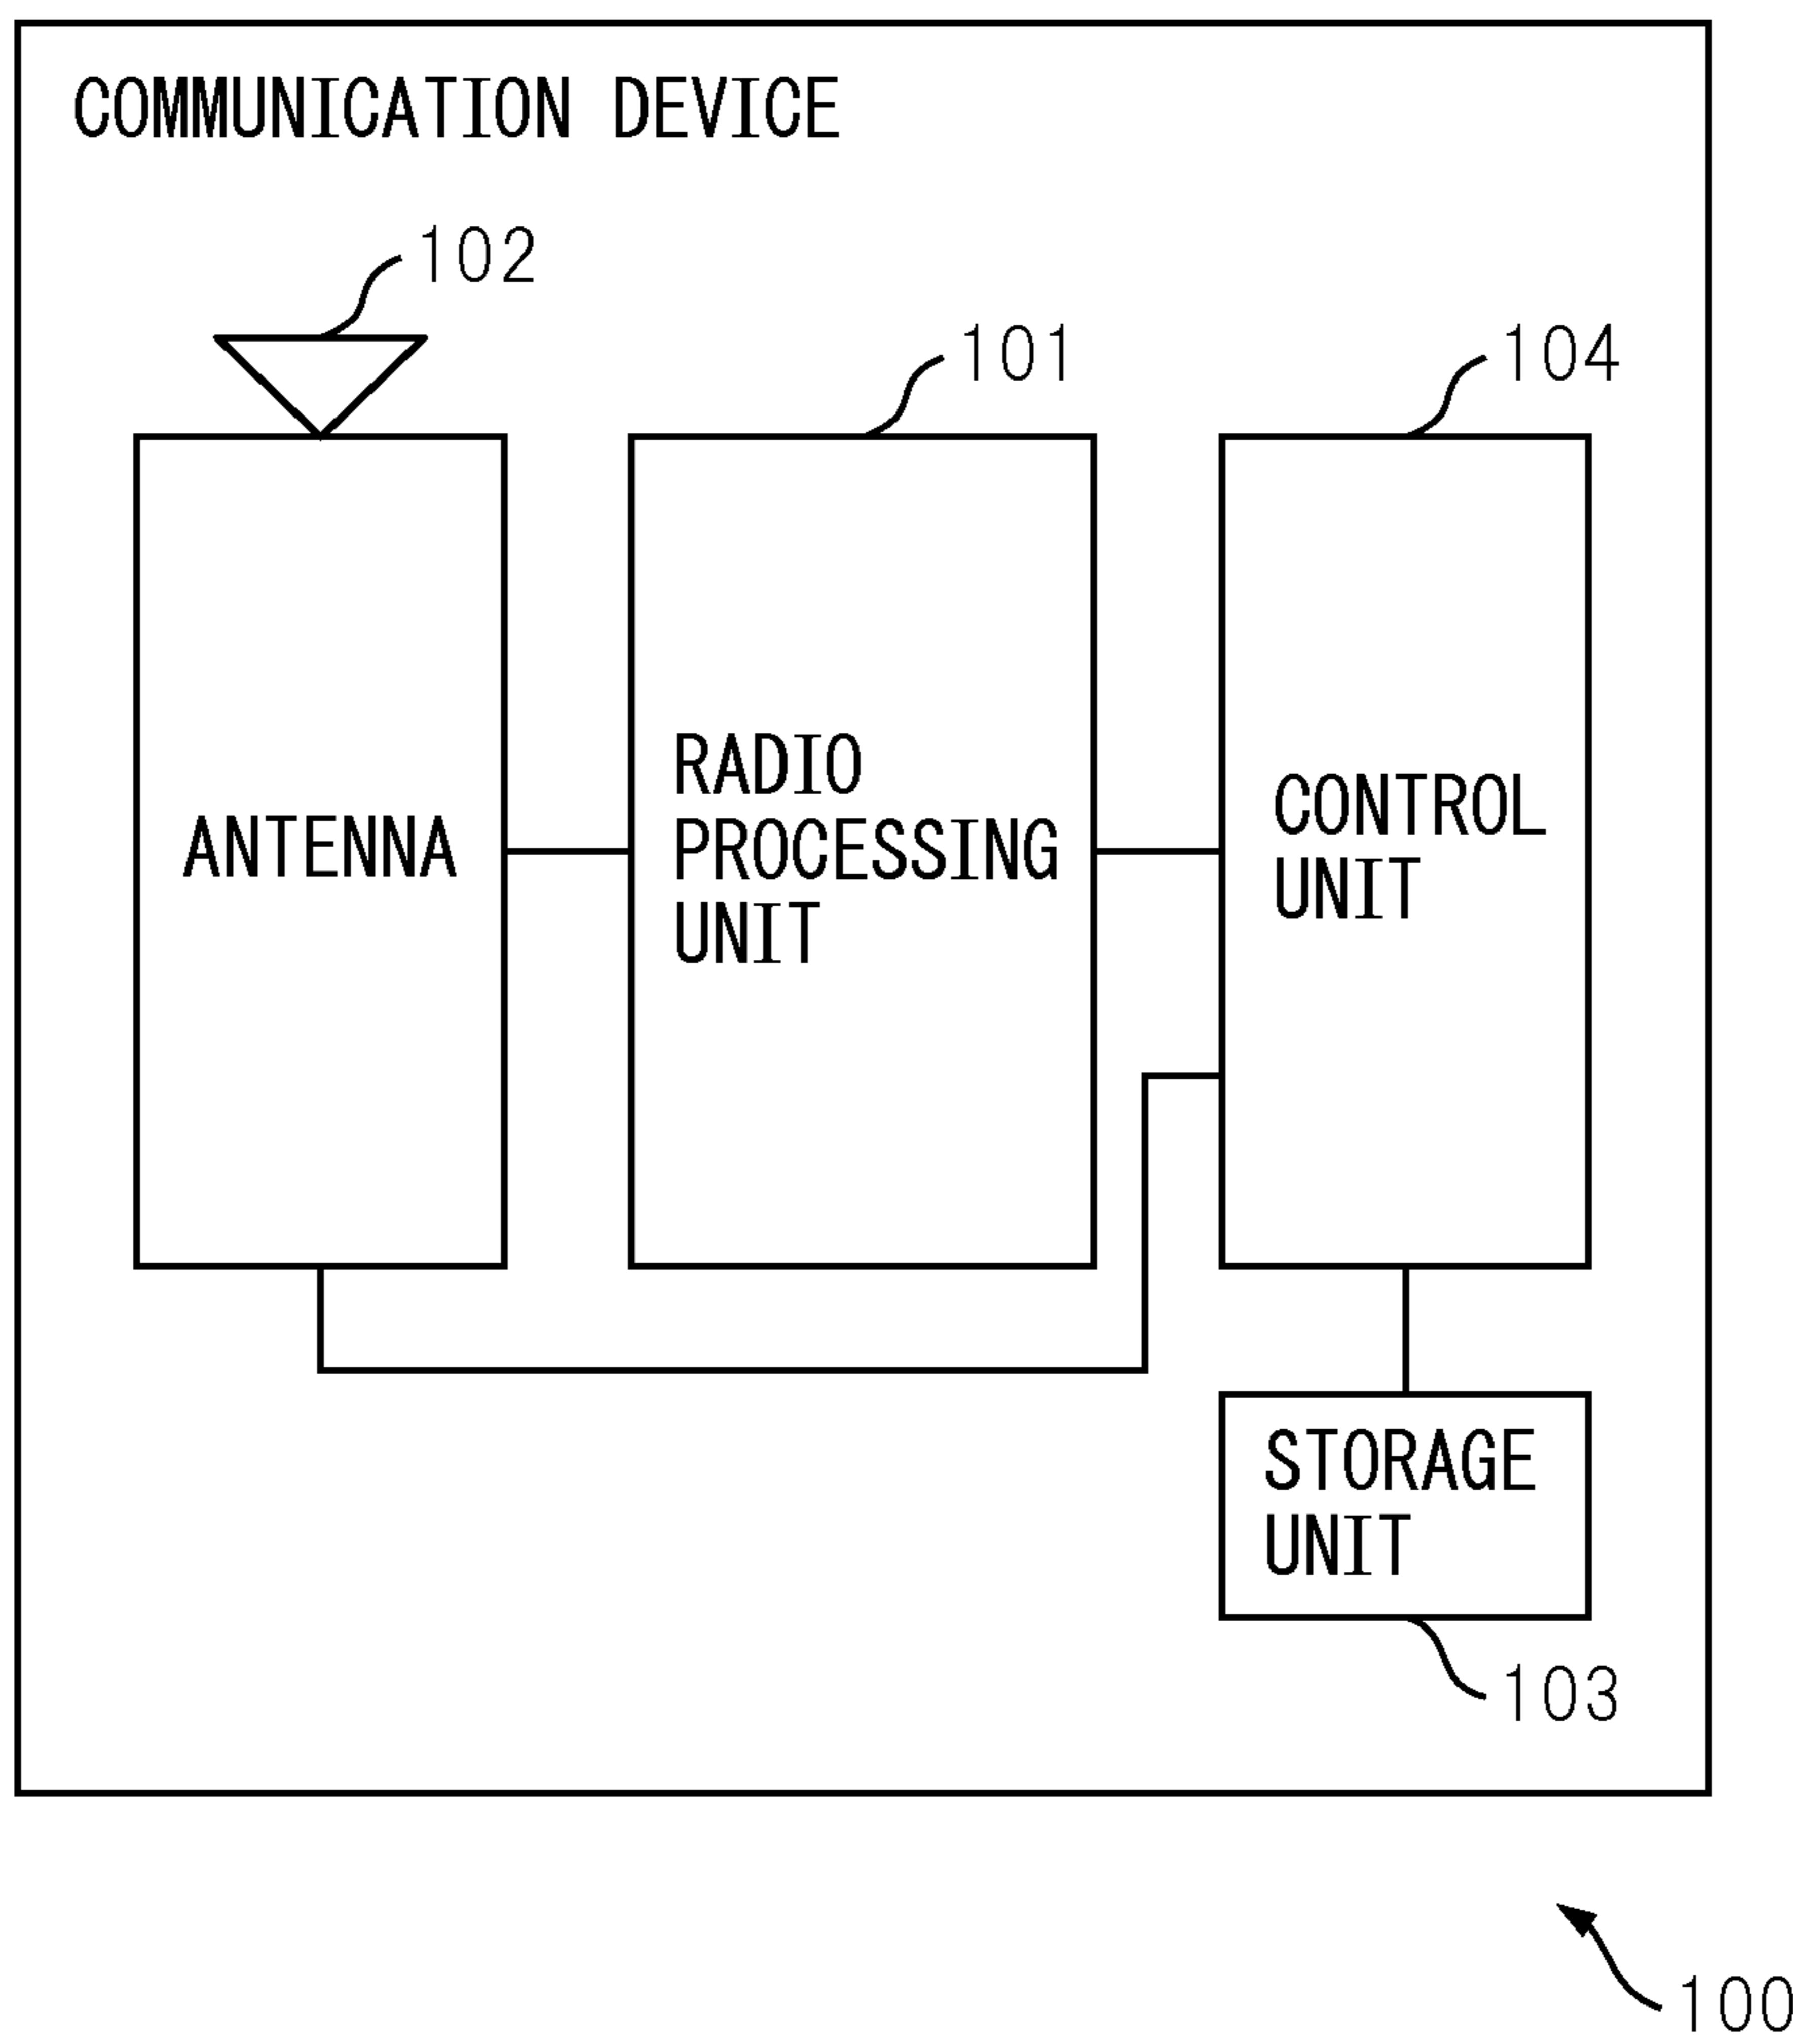 COMMUNICATION DEVICE
102
101
104
ANTENNA
RADIO
PROCESSING
UNIT
CONTROL
UNIT
STORAGE
UNIT
103
100